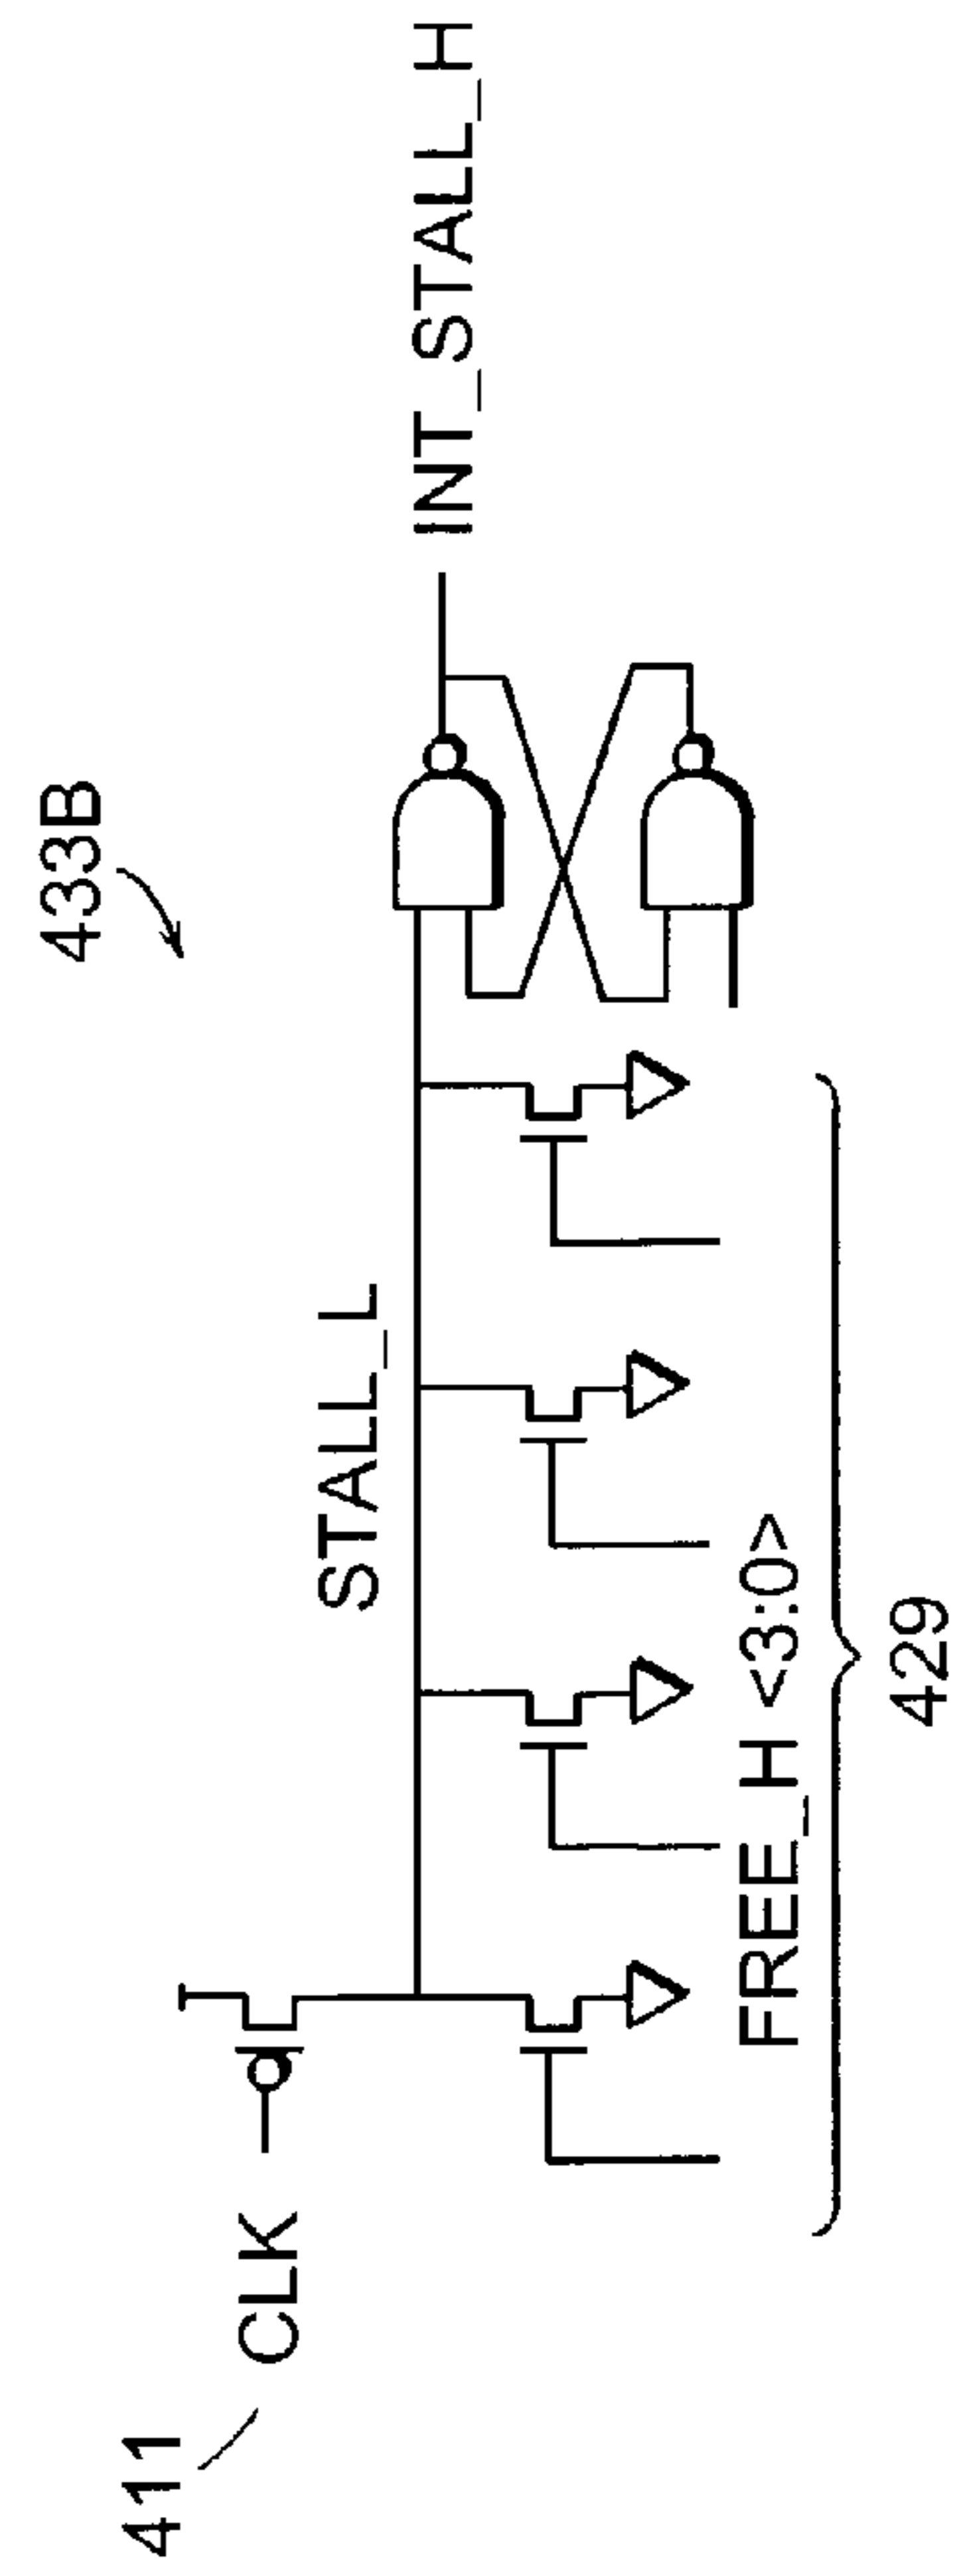 433B
411
CLK
STALL_L
INT_STALL_H
FREE_H <3:0>
429